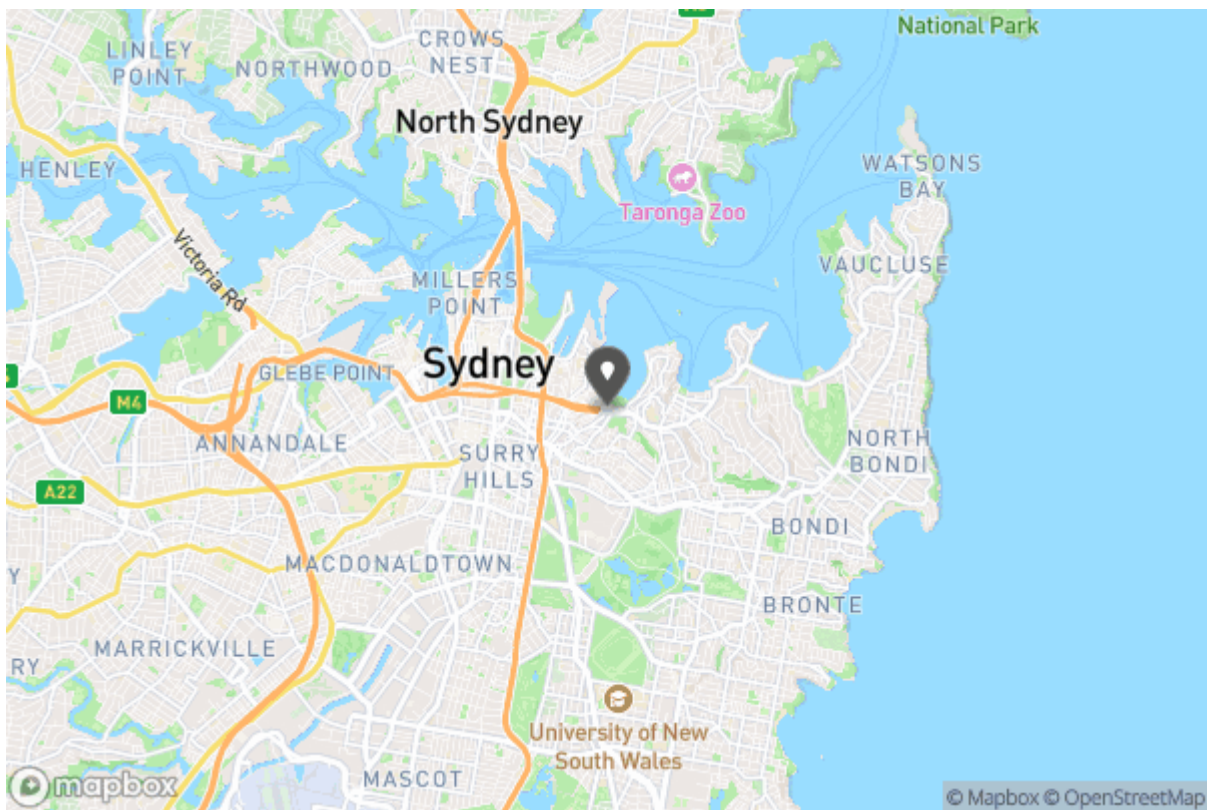 National Park
LINLEY
POINT
NORTHWOOD
CROWS
NEST
North Sydney
HENLEY
WATSONS
BAY
Taronga Zoo
Victoria Rd
VAUCLUSE
MILLERS
POINT
Sydney
GLEBE POINT
M4
ANNANDALE
SURRY
HILLS
NORTH
BONDI
A22
BONDI
MACDONALDTOWN
BRONTE
MARRICKVILLE
RY
University of New
South Wales
MASCOT
mapbox
© Mapbox © OpenStreetMap